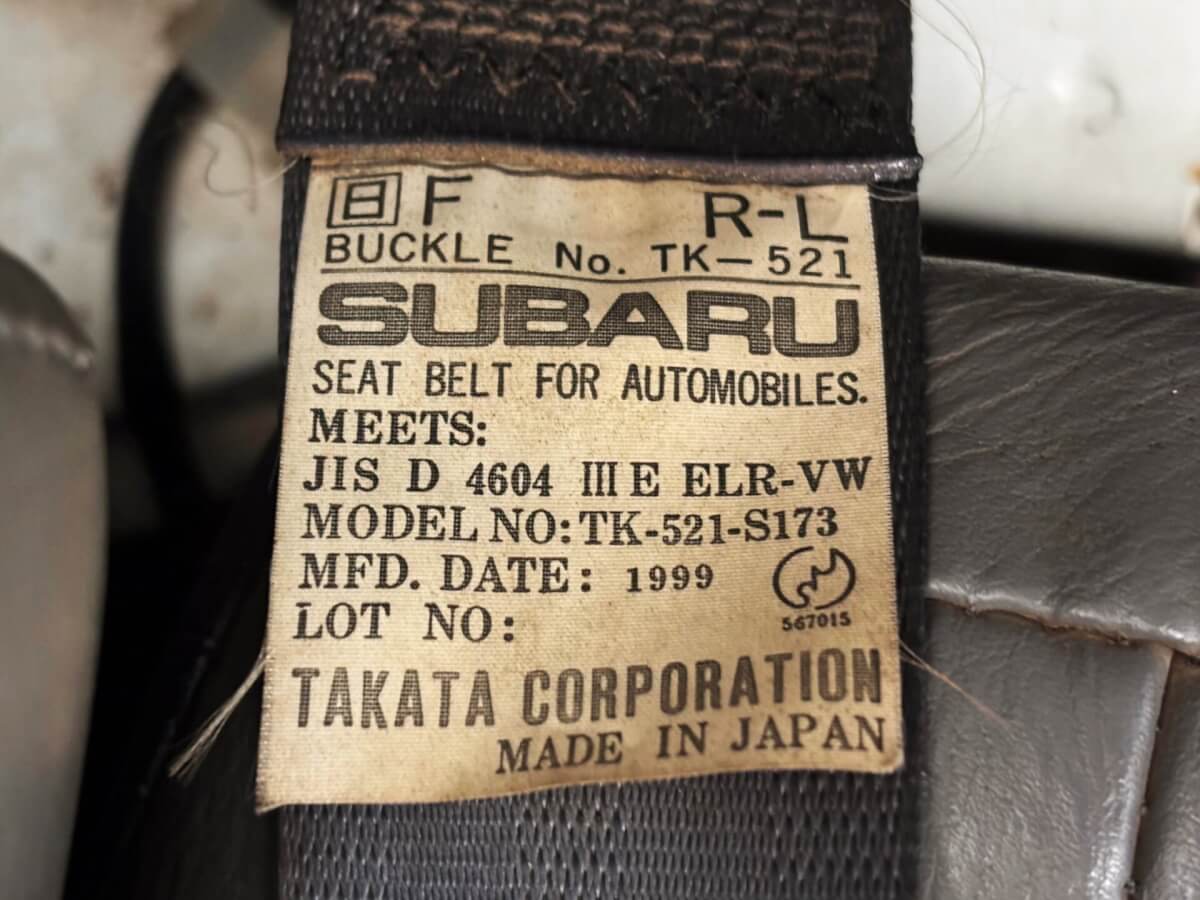 日 F R-L
BUCKLE No. TK-521
SUBARU
SEAT BELT FOR AUTOMOBILES.
MEETS:
JIS D 4604 III E ELR-VW
MODEL NO: TK-521-S173
MFD. DATE: 1999
567015
LOT NO:
TAKATA CORPORATION
MADE IN JAPAN